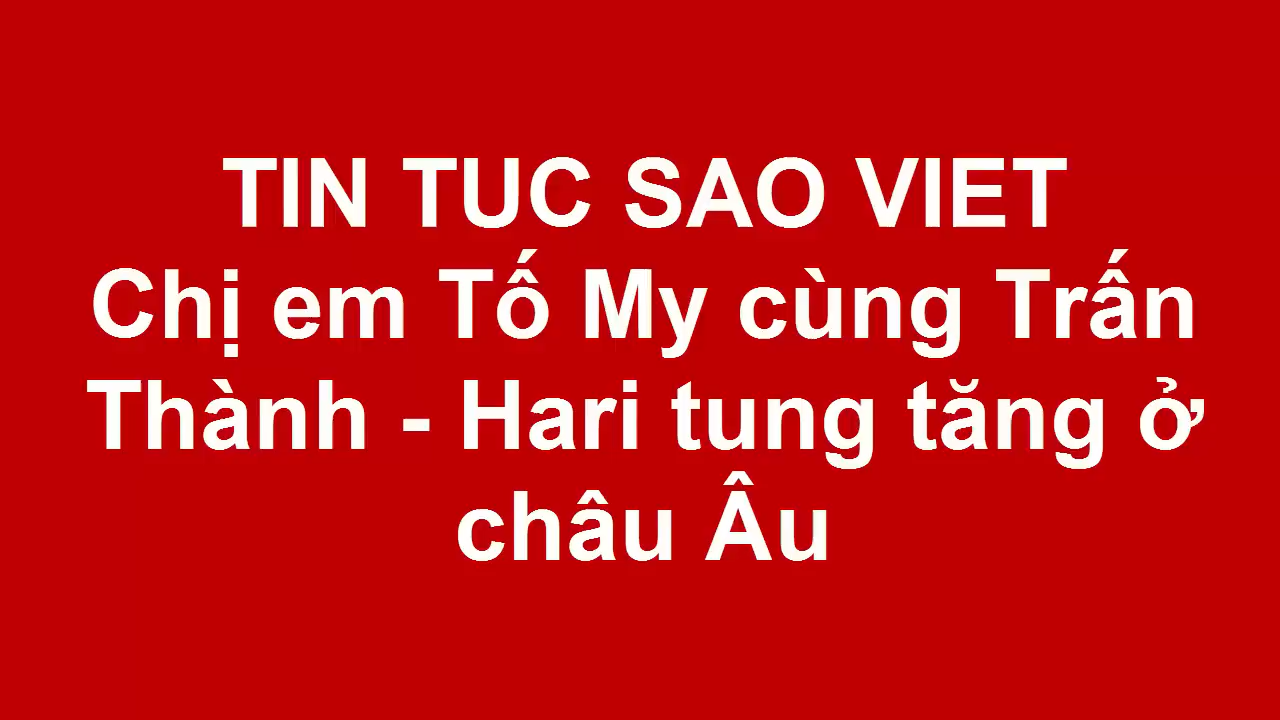 TIN TUC SAO VIET
Chị em Tố My cùng Trấn
Thành - Hari tung tăng ở
châu Âu